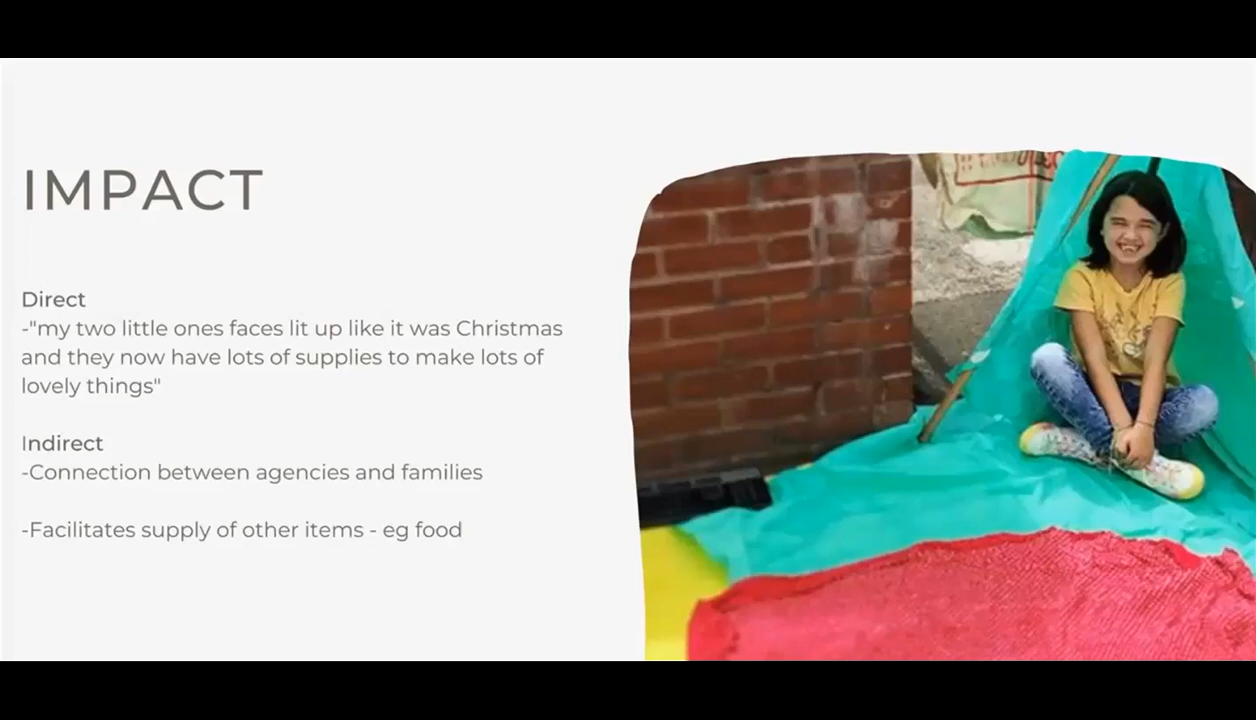 IMPACT
Direct
-"my two little ones faces lit up like it was Christmas
and they now have lots of supplies to make lots of
lovely things"
Indirect
-Connection between agencies and families
-Facilitates supply of other items - eg food